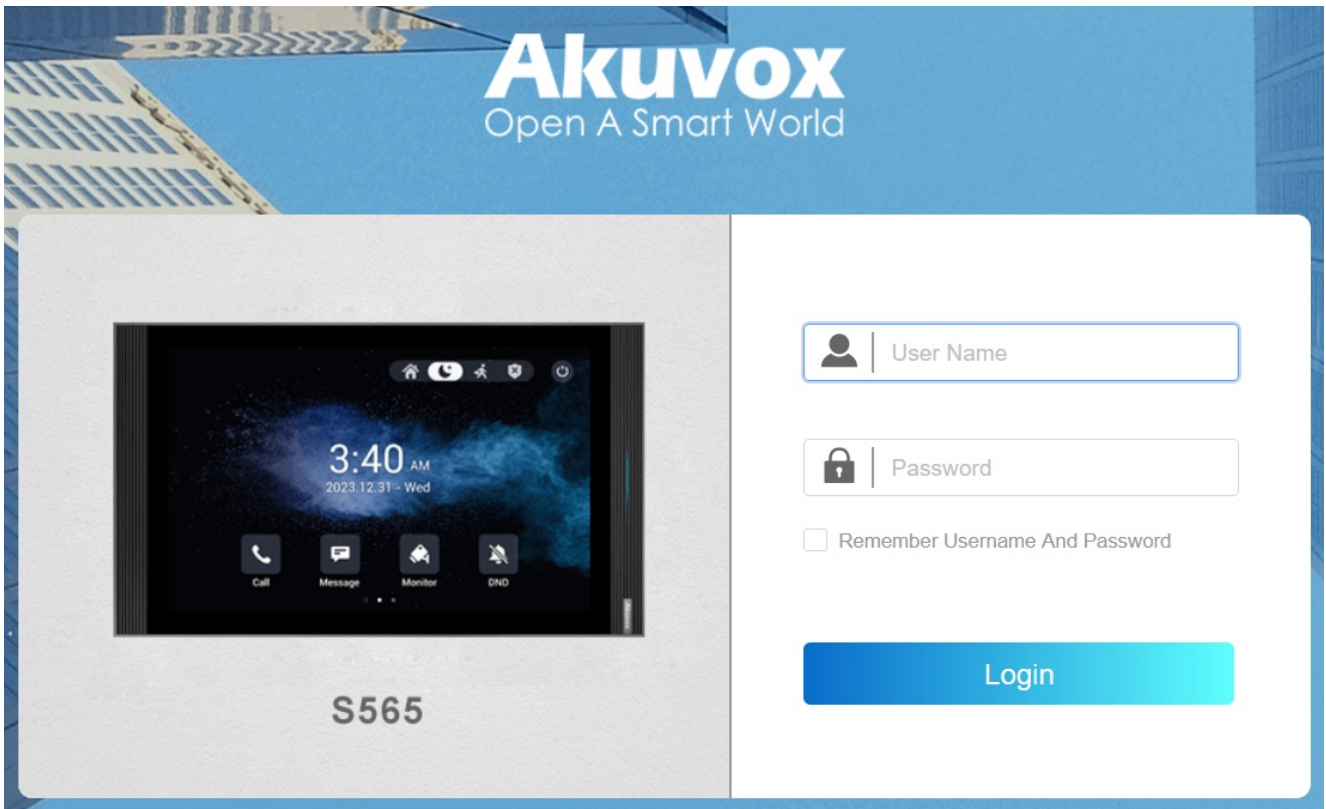 Akuvox
Open A Smart World
3:40 AM
2023.12.31 - Wed
Call
Message
Monitor
DND
Akuvox
S565
User Name
Password
Remember Username And Password
Login